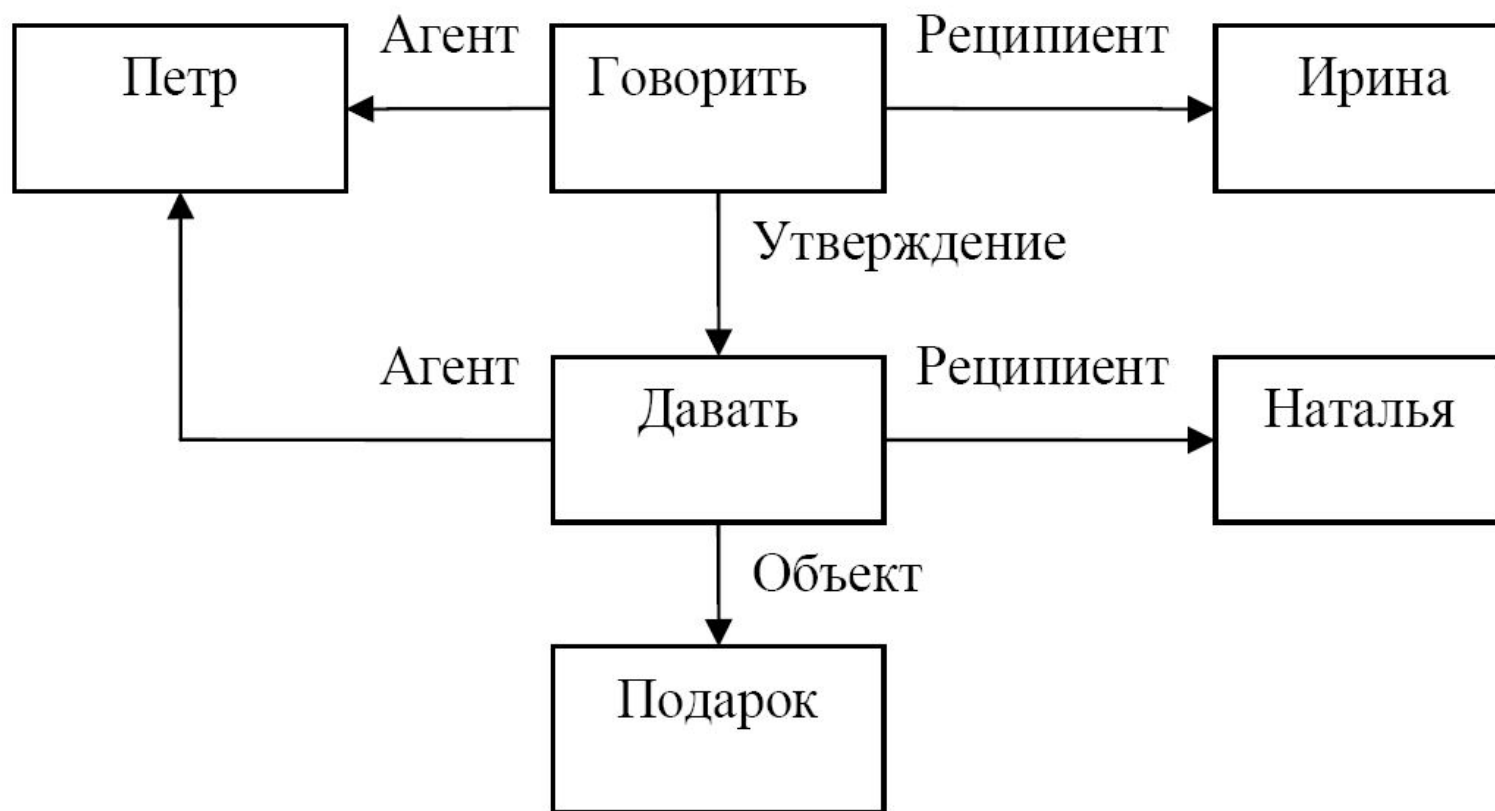 Агент
Реципиент
Петр
Говорить
Ирина
Утверждение
Агент
Реципиент
Давать
Наталья
Объект
Подарок